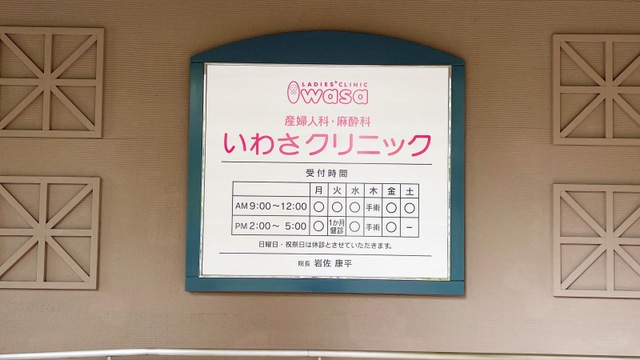 LADIES' CLINIC
Iwasa
産婦人科・麻酔科
いわさクリニック
受付時間
月 火 水 木 金 土
AM 9:00～12:00 〇 〇 〇 手術 〇 〇
PM 2:00～ 5:00 〇 1か月健診 〇 手術 〇 −
日曜日・祝祭日は休診とさせていただきます。
院長 岩佐 康平